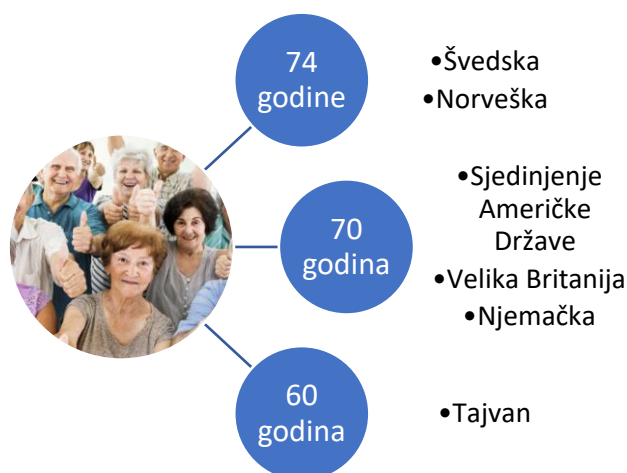 74
godine
•Švedska
•Norveška
70
godina
•Sjedinjenje
Američke
Države
•Velika Britanija
•Njemačka
60
godina
•Tajvan